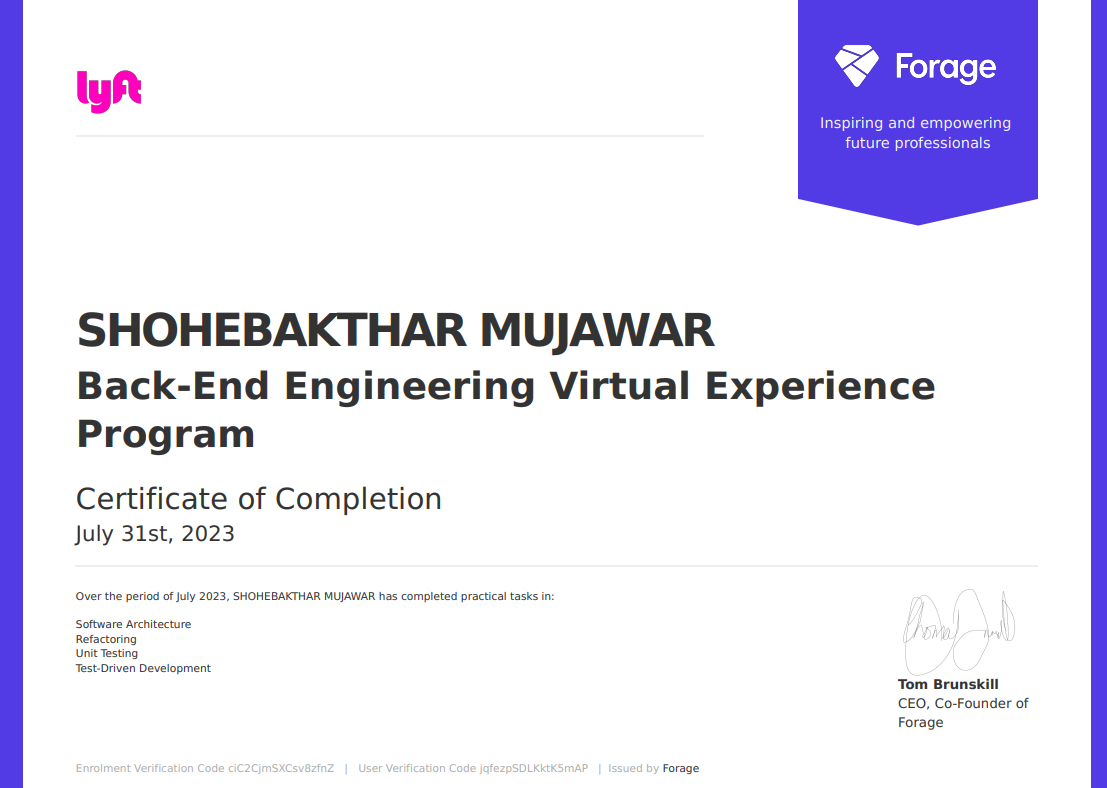 lyft
Forage
Inspiring and empowering
future professionals
SHOHEBAKTHAR MUJAWAR
Back-End Engineering Virtual Experience
Program
Certificate of Completion
July 31st, 2023
Over the period of July 2023, SHOHEBAKTHAR MUJAWAR has completed practical tasks in:
Software Architecture
Refactoring
Unit Testing
Test-Driven Development
Tom Brunskill
CEO, Co-Founder of
Forage
Enrolment Verification Code ciC2CjmSXCsv8zfnZ | User Verification Code jqfezpSDLKktK5mAP | Issued by Forage